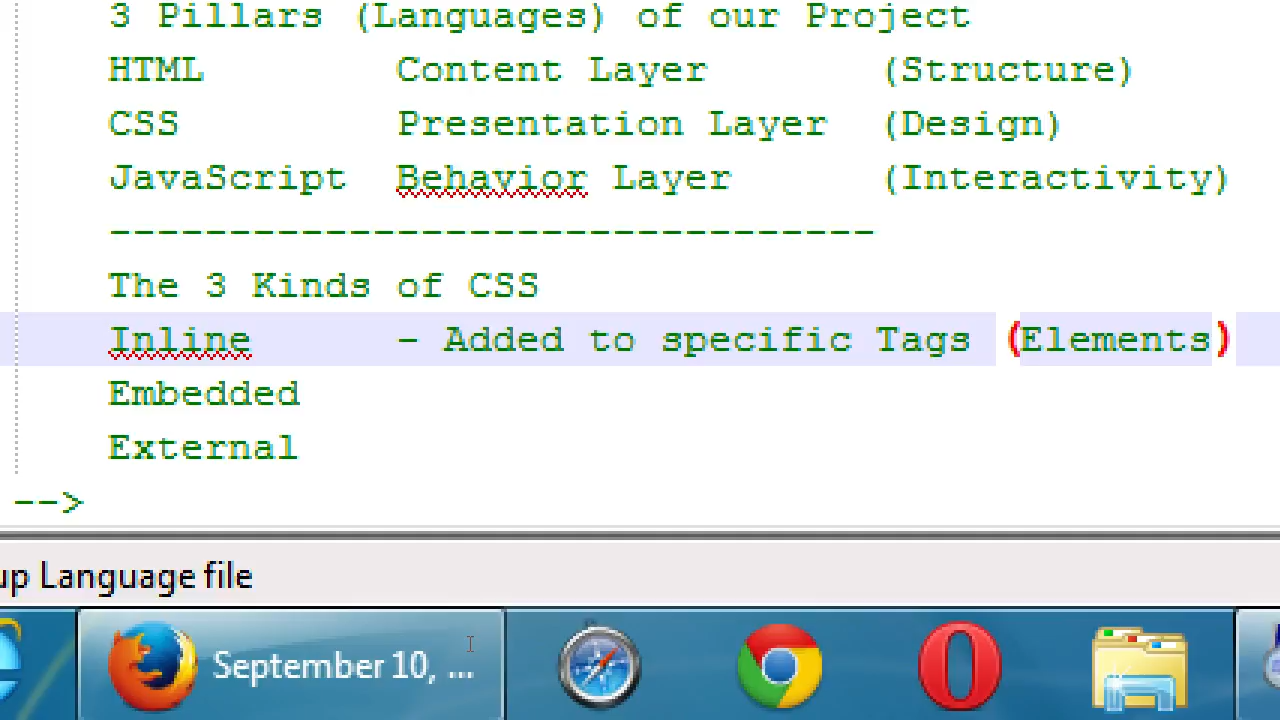 3 Pillars (Languages) of our Project
HTML Content Layer (Structure)
CSS Presentation Layer (Design)
JavaScript Behavior Layer (Interactivity)
--------------------------------
The 3 Kinds of CSS
Inline - Added to specific Tags (Elements)
Embedded
External
-->
up Language file
September 10, ...